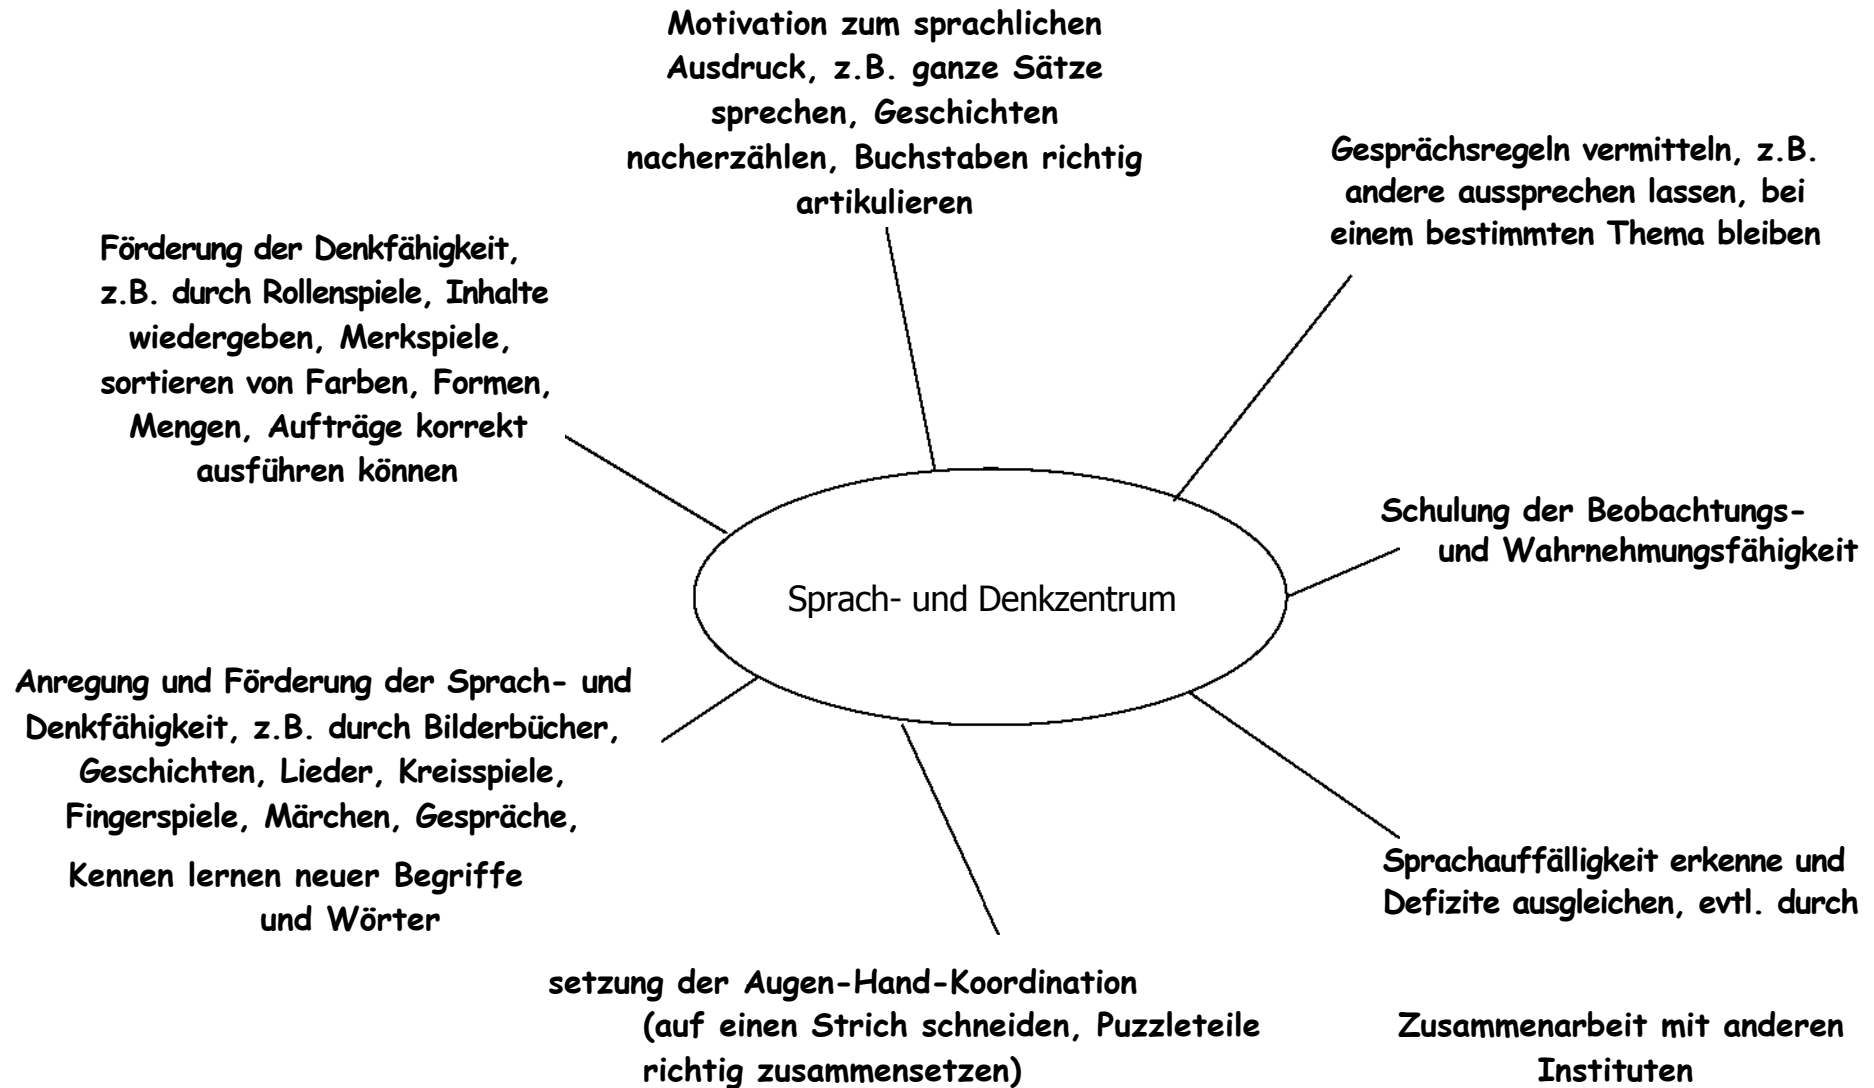 Motivation zum sprachlichen
Ausdruck, z.B. ganze Sätze
sprechen, Geschichten
nacherzählen, Buchstaben richtig
artikulieren
Gesprächsregeln vermitteln, z.B.
andere aussprechen lassen, bei
einem bestimmten Thema bleiben
Förderung der Denkfähigkeit,
z.B. durch Rollenspiele, Inhalte
wiedergeben, Merkspiele,
sortieren von Farben, Formen,
Mengen, Aufträge korrekt
ausführen können
Schulung der Beobachtungs-
und Wahrnehmungsfähigkeit
Sprach- und Denkzentrum
Anregung und Förderung der Sprach- und
Denkfähigkeit, z.B. durch Bilderbücher,
Geschichten, Lieder, Kreisspiele,
Fingerspiele, Märchen, Gespräche,
Kennen lernen neuer Begriffe
und Wörter
Sprachauffälligkeit erkenne und
Defizite ausgleichen, evtl. durch
Zusammenarbeit mit anderen
Instituten
setzung der Augen-Hand-Koordination
(auf einen Strich schneiden, Puzzleteile
richtig zusammensetzen)